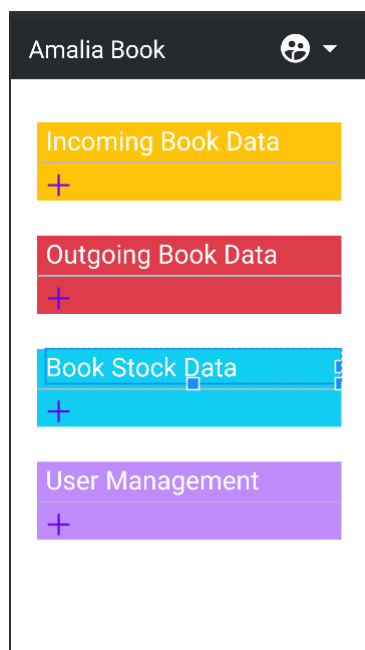 Amalia Book
Incoming Book Data
+
Outgoing Book Data
+
Book Stock Data
+
User Management
+